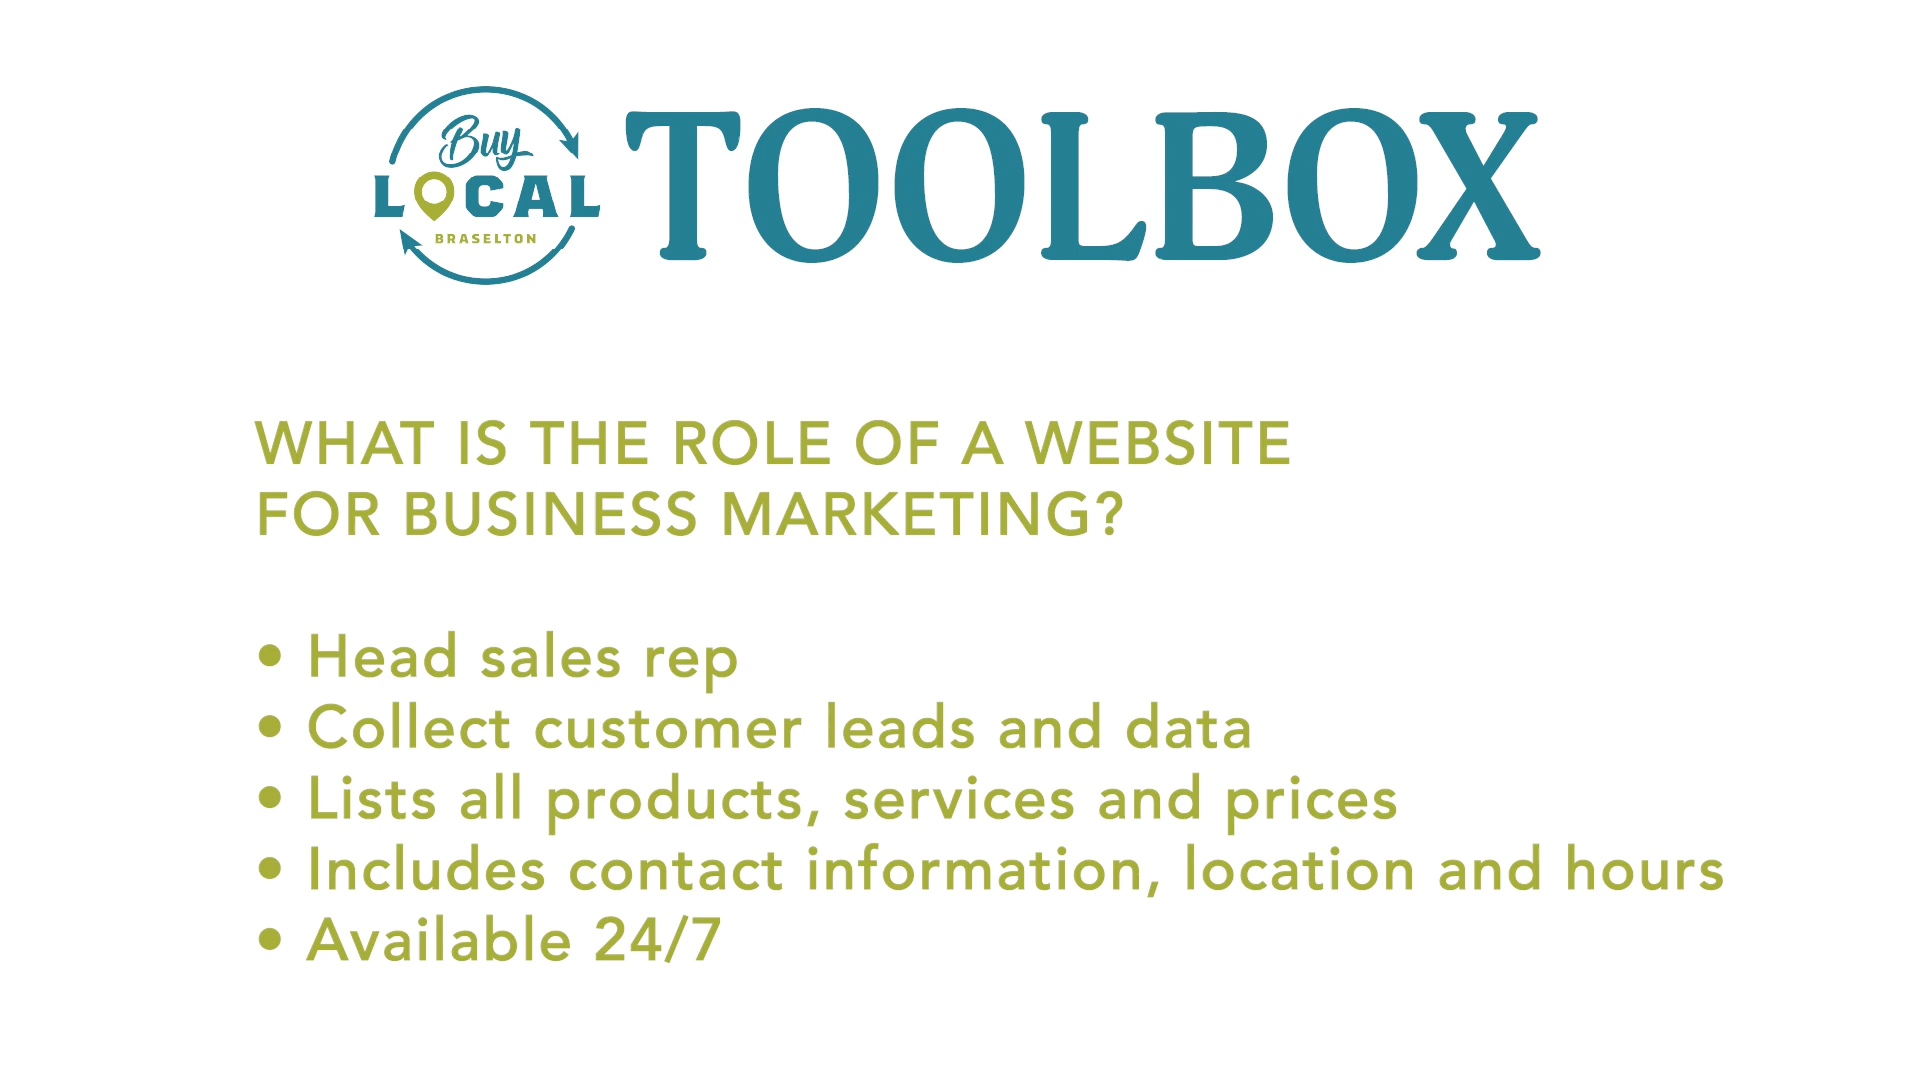 Buy
LOCAL
BRASELTON
TOOLBOX
WHAT IS THE ROLE OF A WEBSITE
FOR BUSINESS MARKETING?
• Head sales rep
• Collect customer leads and data
• Lists all products, services and prices
• Includes contact information, location and hours
• Available 24/7